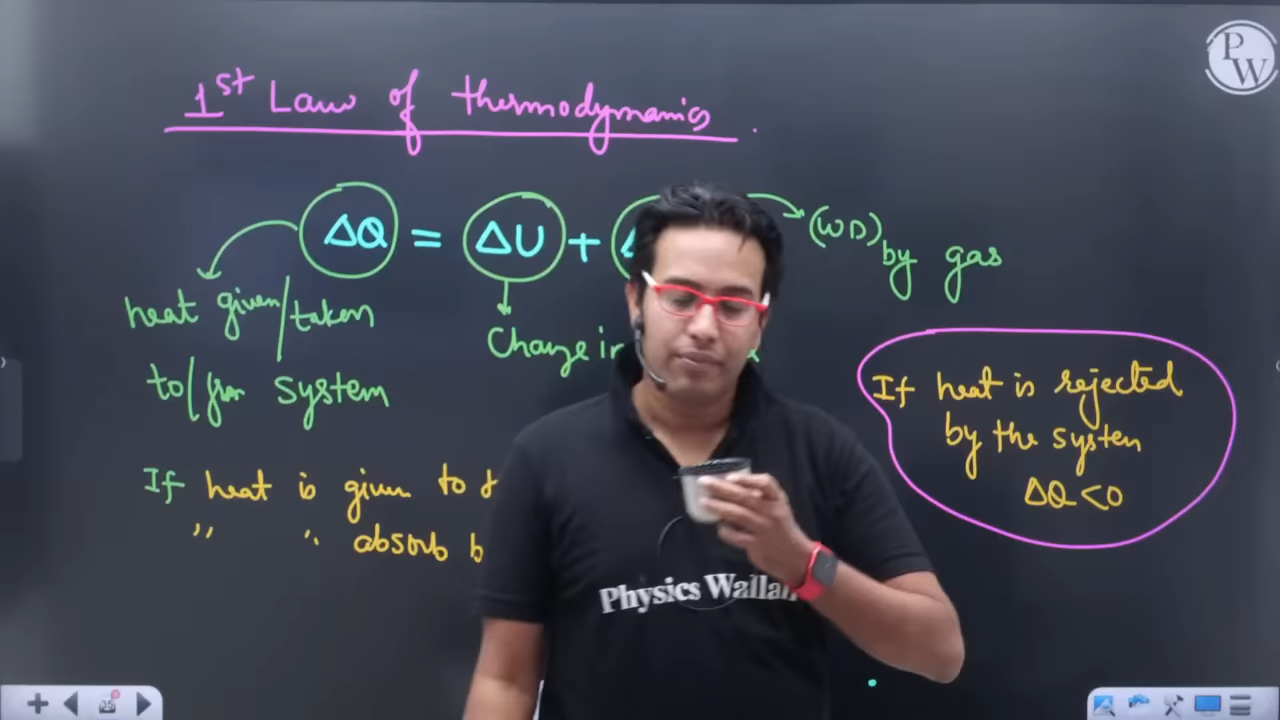 PW
1st Law of thermodynamics.
ΔQ = ΔU +
(WD) by gas
heat given/taken
to/from system
Change in
If heat is rejected
by the system
ΔQ<0
If heat is given to
" " absorb
Physics Wallah